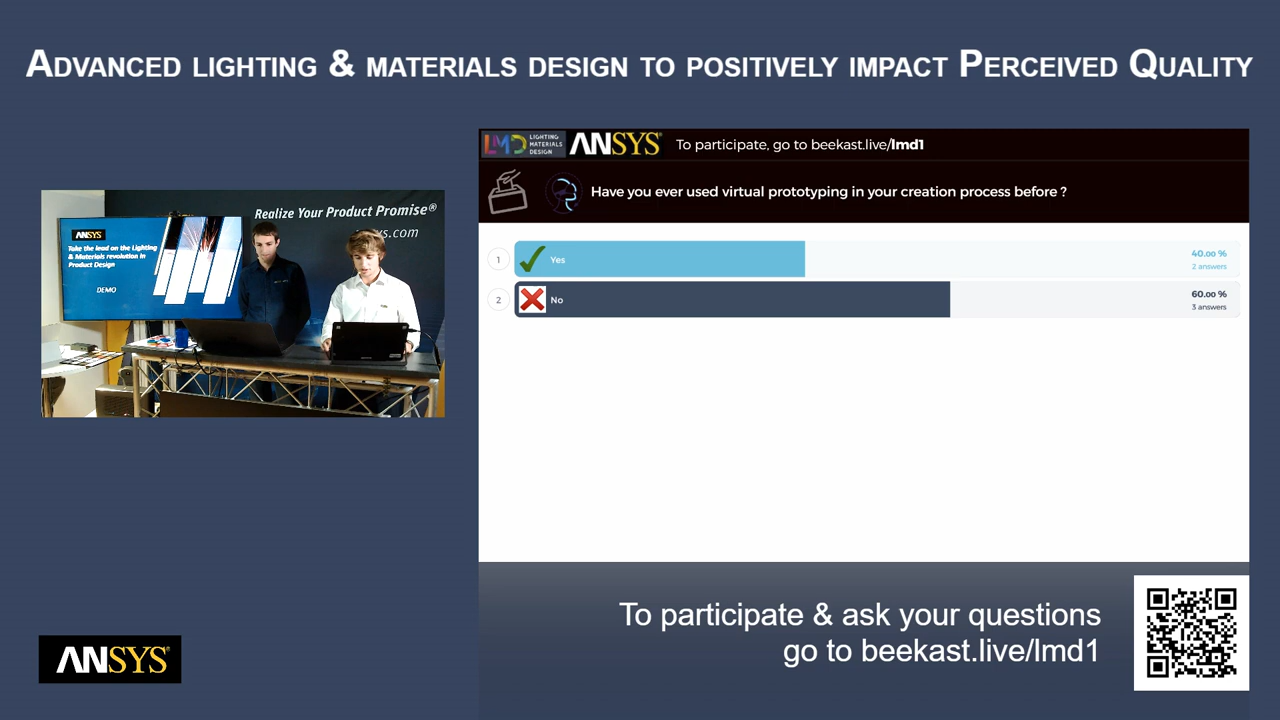 Advanced lighting & materials design to positively impact Perceived Quality
LMD LIGHTING MATERIALS DESIGN ANSYS® To participate, go to beekast.live/lmd1
Have you ever used virtual prototyping in your creation process before ?
1 Yes 40.00 %
2 answers
2 No 60.00 %
3 answers
Realize Your Product Promise®
ANSYS
Take the lead on the Lighting
& Materials revolution in
Product Design
DEMO
To participate & ask your questions
go to beekast.live/lmd1
ANSYS®